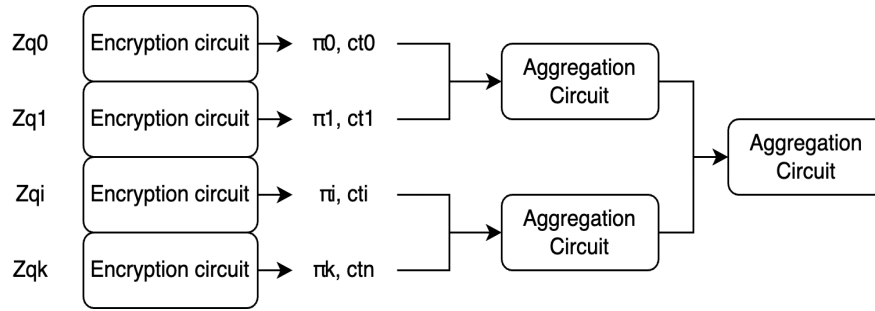 Zq0 Encryption circuit π0, ct0
Aggregation
Circuit
Zq1 Encryption circuit π1, ct1
Aggregation
Circuit
Zqi Encryption circuit πi, cti
Aggregation
Circuit
Zqk Encryption circuit πk, ctn